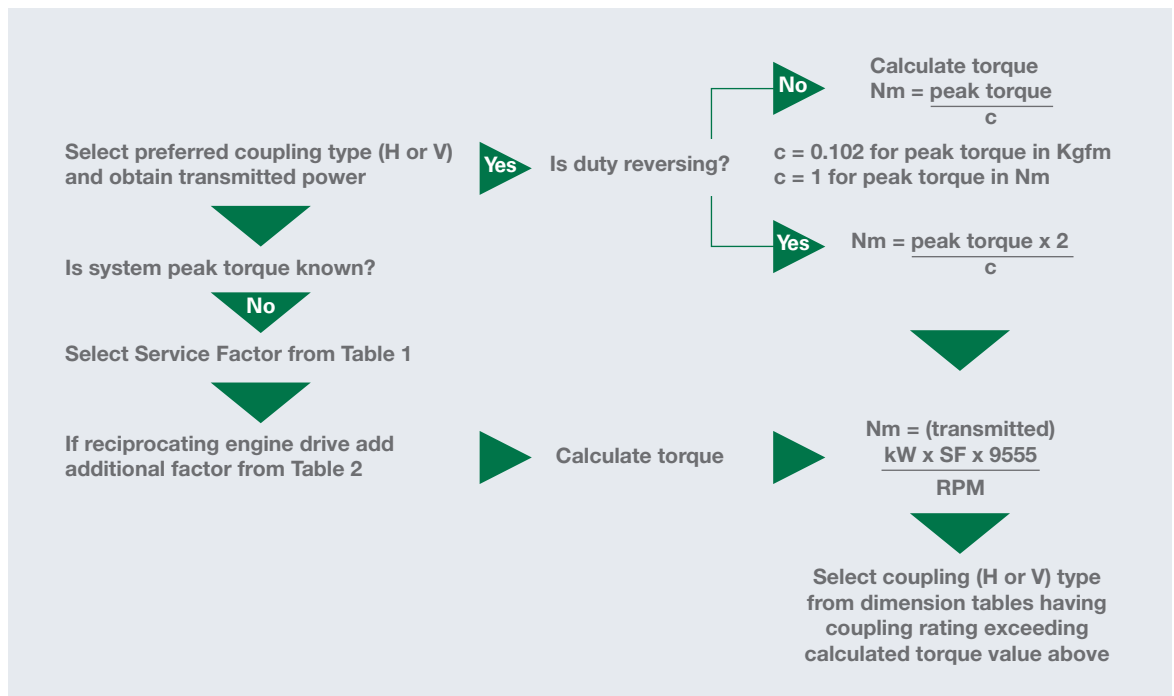 Select preferred coupling type (H or V)
and obtain transmitted power
Yes
Is duty reversing?
No
Calculate torque
Nm = peak torque
c
c = 0.102 for peak torque in Kgfm
c = 1 for peak torque in Nm
Yes
Nm = peak torque x 2
c
Is system peak torque known?
No
Select Service Factor from Table 1
If reciprocating engine drive add
additional factor from Table 2
Calculate torque
Nm = (transmitted)
kW x SF x 9555
RPM
Select coupling (H or V) type
from dimension tables having
coupling rating exceeding
calculated torque value above